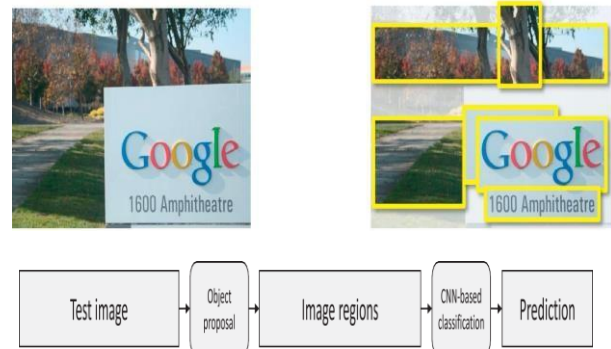 Google
1600 Amphitheatre
Google
1600 Amphitheatre
Test image
Object
proposal
Image regions
CNN-based
classification
Prediction